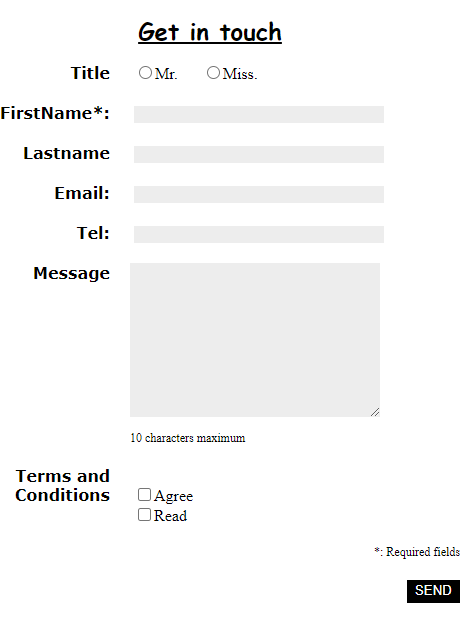 Get in touch
Title Mr. Miss.
FirstName*:
Lastname
Email:
Tel:
Message
10 characters maximum
Terms and
Conditions Agree
Read
*: Required fields
SEND